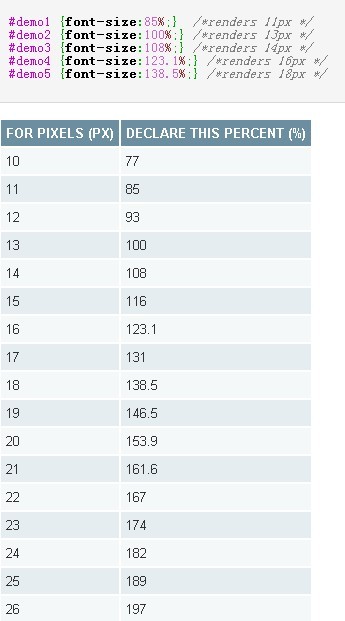 #demo1 {font-size:85%;} /*renders 11px */
#demo2 {font-size:100%;} /*renders 13px */
#demo3 {font-size:108%;} /*renders 14px */
#demo4 {font-size:123.1%;} /*renders 16px */
#demo5 {font-size:138.5%;} /*renders 18px */
FOR PIXELS (PX) DECLARE THIS PERCENT (%)
10 77
11 85
12 93
13 100
14 108
15 116
16 123.1
17 131
18 138.5
19 146.5
20 153.9
21 161.6
22 167
23 174
24 182
25 189
26 197